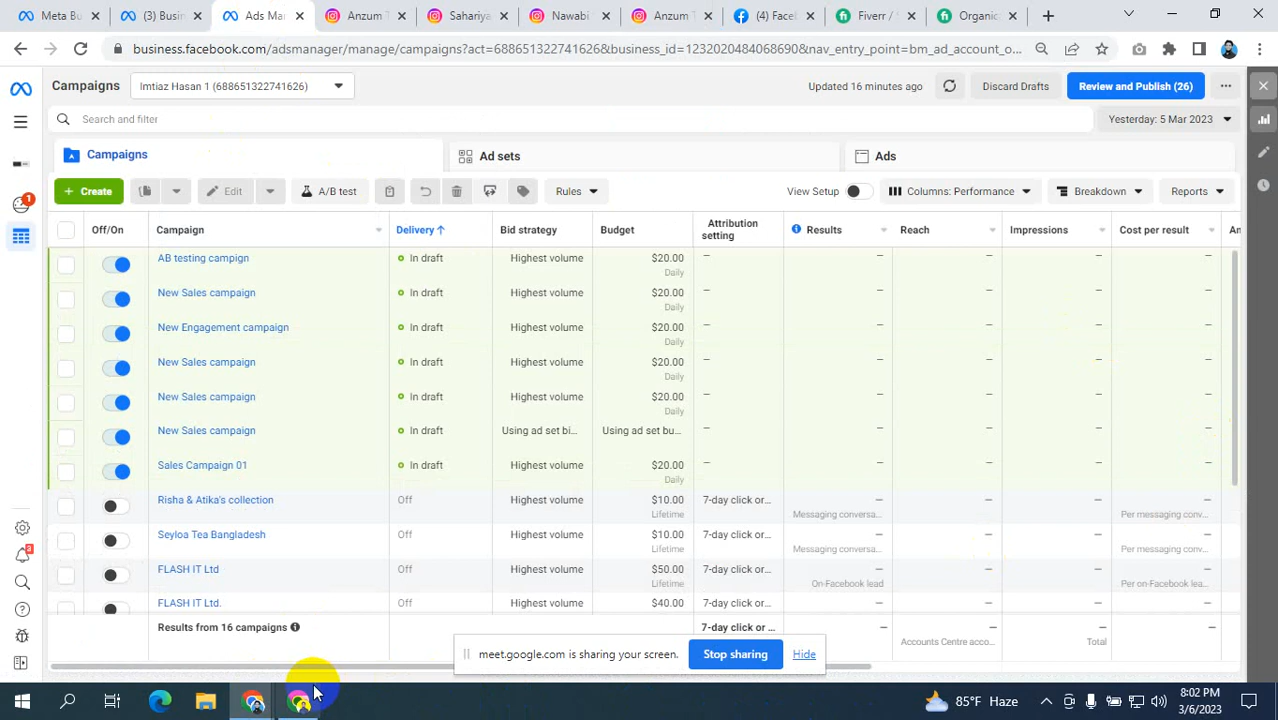 Meta Bu
(3) Busin
Ads Ma
Anzum T
Sahariya
Nawabi
Anzum T
(4) Faceb
Fiverr / M
Organic
business.facebook.com/adsmanager/manage/campaigns?act=688651322741626&business_id=1232020484068690&nav_entry_point=bm_ad_account_o...
Campaigns
Imtiaz Hasan 1 (688651322741626)
Updated 16 minutes ago
Discard Drafts
Review and Publish (26)
Search and filter
Yesterday: 5 Mar 2023
Campaigns
Ad sets
Ads
+ Create
Edit
A/B test
Rules
View Setup
Columns: Performance
Breakdown
Reports
Off/On Campaign Delivery ↑ Bid strategy Budget Attribution setting Results Reach Impressions Cost per result An
AB testing campign In draft Highest volume $20.00 – – – – –
Daily
New Sales campaign In draft Highest volume $20.00 – – – – –
Daily
New Engagement campaign In draft Highest volume $20.00 – – – – –
Daily
New Sales campaign In draft Highest volume $20.00 – – – – –
Daily
New Sales campaign In draft Highest volume $20.00 – – – – –
Daily
New Sales campaign In draft Using ad set bi... Using ad set bu... – – – – –
Sales Campaign 01 In draft Highest volume $20.00 – – – – –
Daily
Risha & Atika's collection Off Highest volume $10.00 7-day click or... – – – –
Lifetime Messaging conversa... Per messaging conv...
Seyloa Tea Bangladesh Off Highest volume $10.00 7-day click or... – – – –
Lifetime Messaging conversa... Per messaging conv...
FLASH IT Ltd Off Highest volume $50.00 7-day click or... – – – –
Lifetime On-Facebook lead Per on-Facebook lea...
FLASH IT Ltd. Off Highest volume $40.00 7-day click or... – – – –
Results from 16 campaigns 7-day click or ... – – – –
Accounts Centre acco... Total
1
3
meet.google.com is sharing your screen.
Stop sharing
Hide
85°F Haze
8:02 PM
3/6/2023